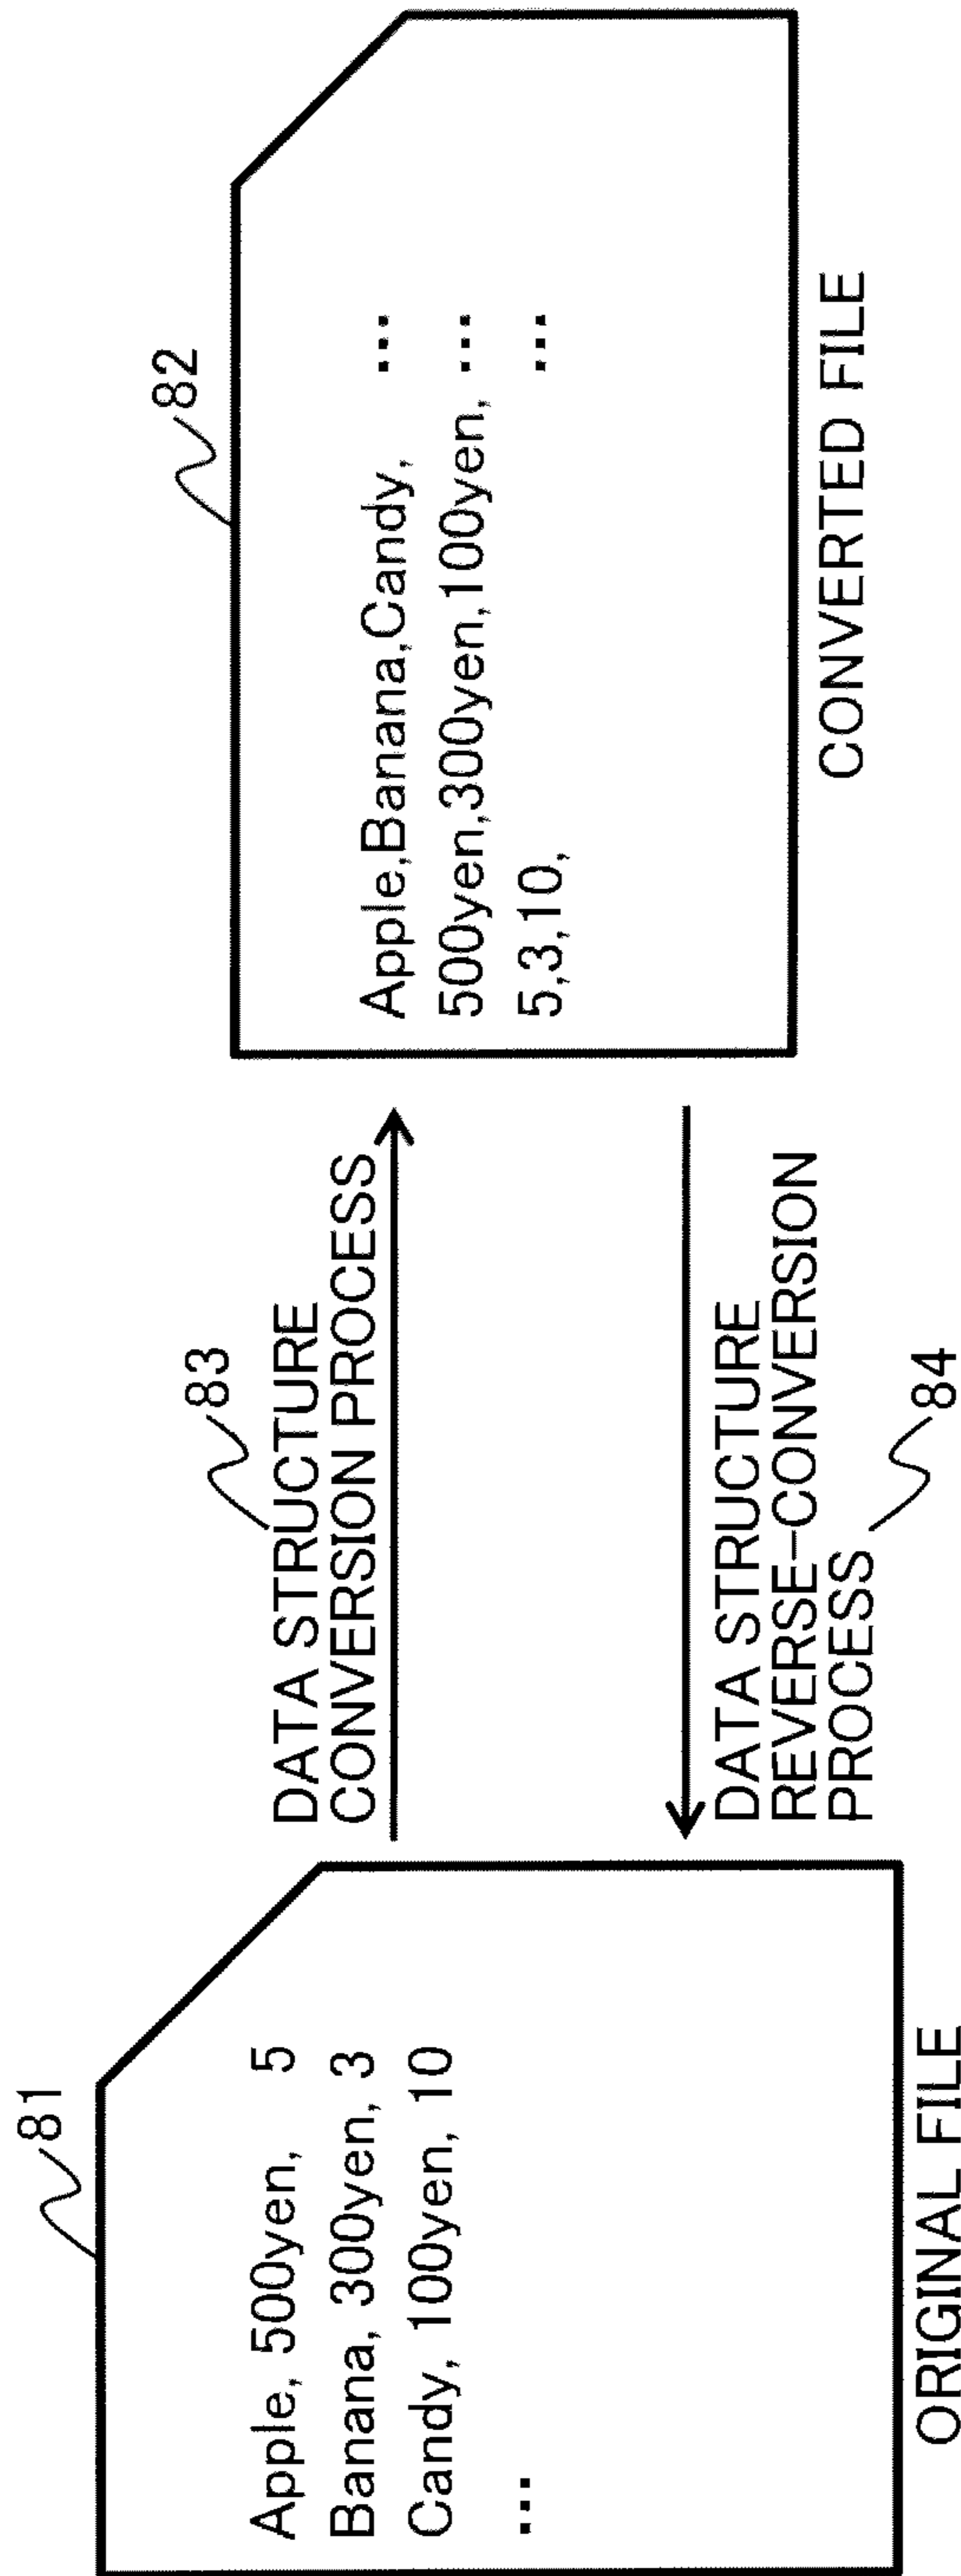 81
Apple, 500yen, 5
Banana, 300yen, 3
Candy, 100yen, 10
...
ORIGINAL FILE
83
DATA STRUCTURE
CONVERSION PROCESS
DATA STRUCTURE
REVERSE-CONVERSION
PROCESS
84
82
Apple,Banana,Candy, ...
500yen,300yen,100yen, ...
5,3,10, ...
CONVERTED FILE